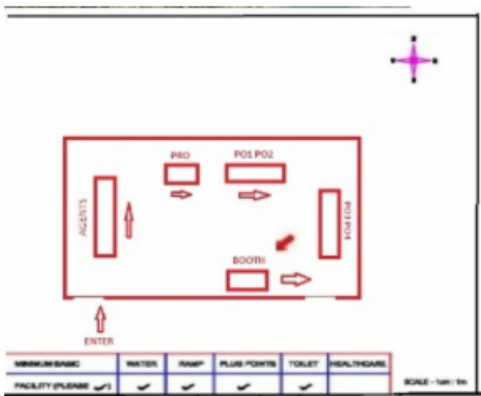 PRO
PO1 PO2
AGENTS
PO3 PO4
BOOTH
ENTER
MINIMUM BASIC WATER RAMP PLUG POINTS TOILET HEALTHCARE
FACILITY (PLEASE ✓) ✓ ✓ ✓ ✓
SCALE - 1cm : 1m